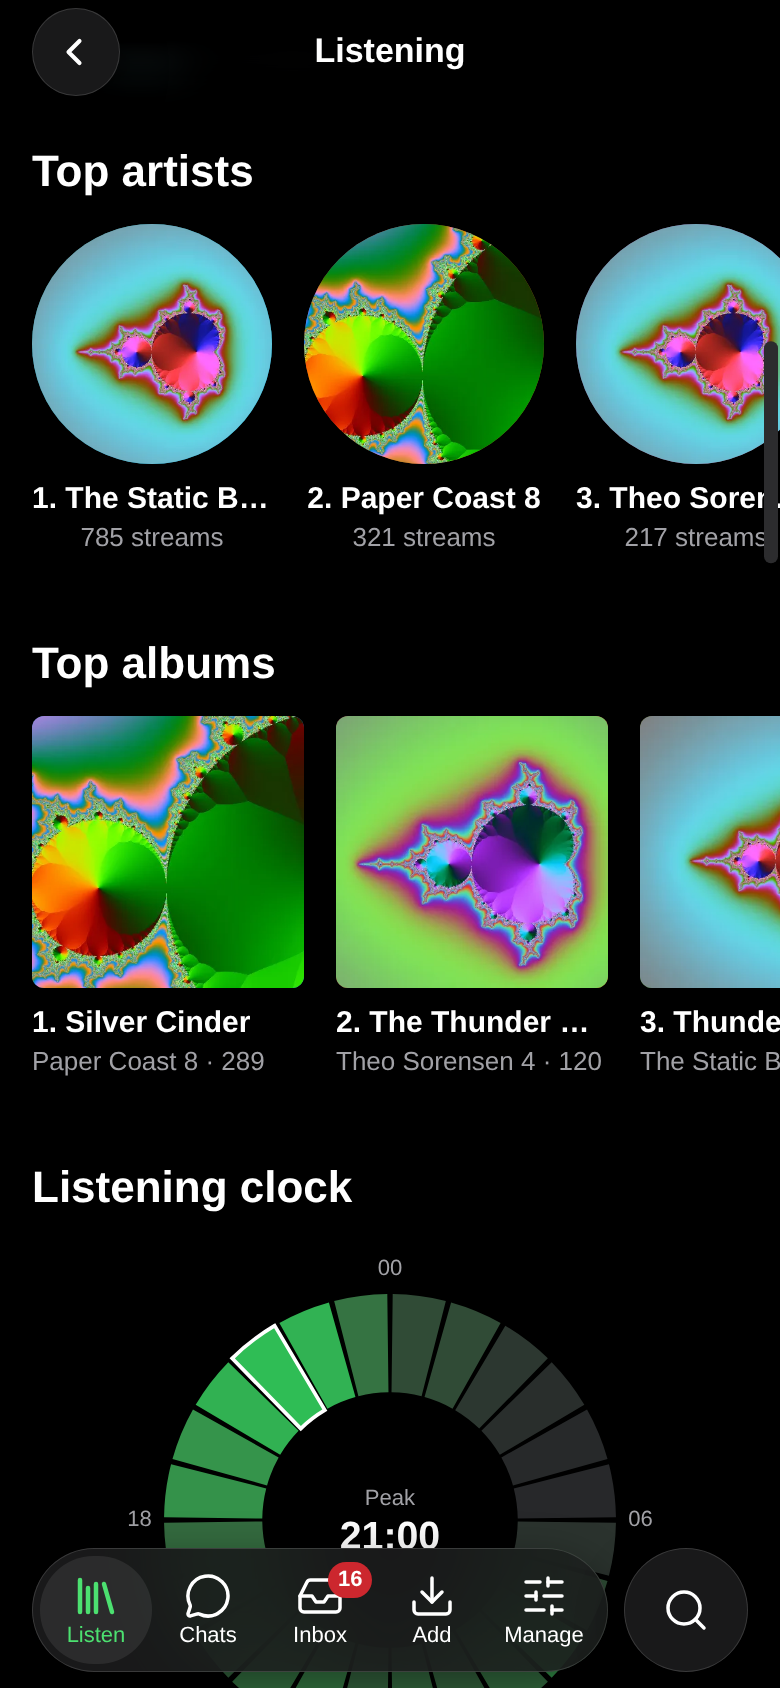 Listening
Top artists
1. The Static B…
785 streams
2. Paper Coast 8
321 streams
3. Theo Soren…
217 streams
Top albums
1. Silver Cinder
Paper Coast 8 · 289
2. The Thunder …
Theo Sorensen 4 · 120
3. Thunde
The Static B
Listening clock
00
18
06
Peak
21:00
Listen
Chats
16
Inbox
Add
Manage